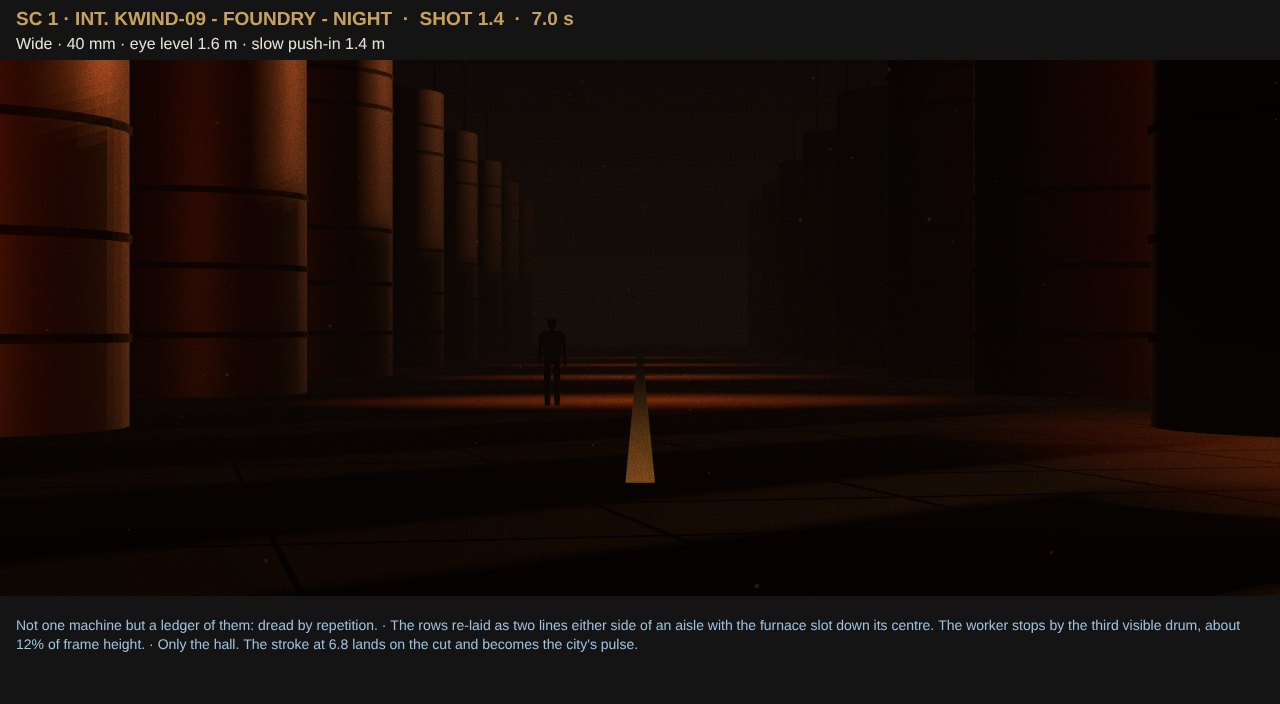 SC 1 · INT. KWIND-09 - FOUNDRY - NIGHT · SHOT 1.4 · 7.0 s
Wide · 40 mm · eye level 1.6 m · slow push-in 1.4 m
Not one machine but a ledger of them: dread by repetition. · The rows re-laid as two lines either side of an aisle with the furnace slot down its centre. The worker stops by the third visible drum, about
12% of frame height. · Only the hall. The stroke at 6.8 lands on the cut and becomes the city's pulse.